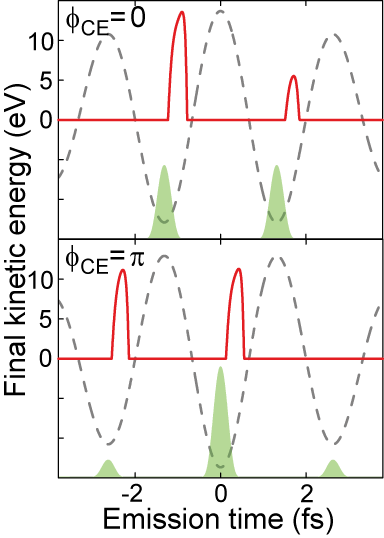 ϕCE=0
10
5
0
ϕCE=π
10
5
0
Final kinetic energy (eV)
-2 0 2
Emission time (fs)